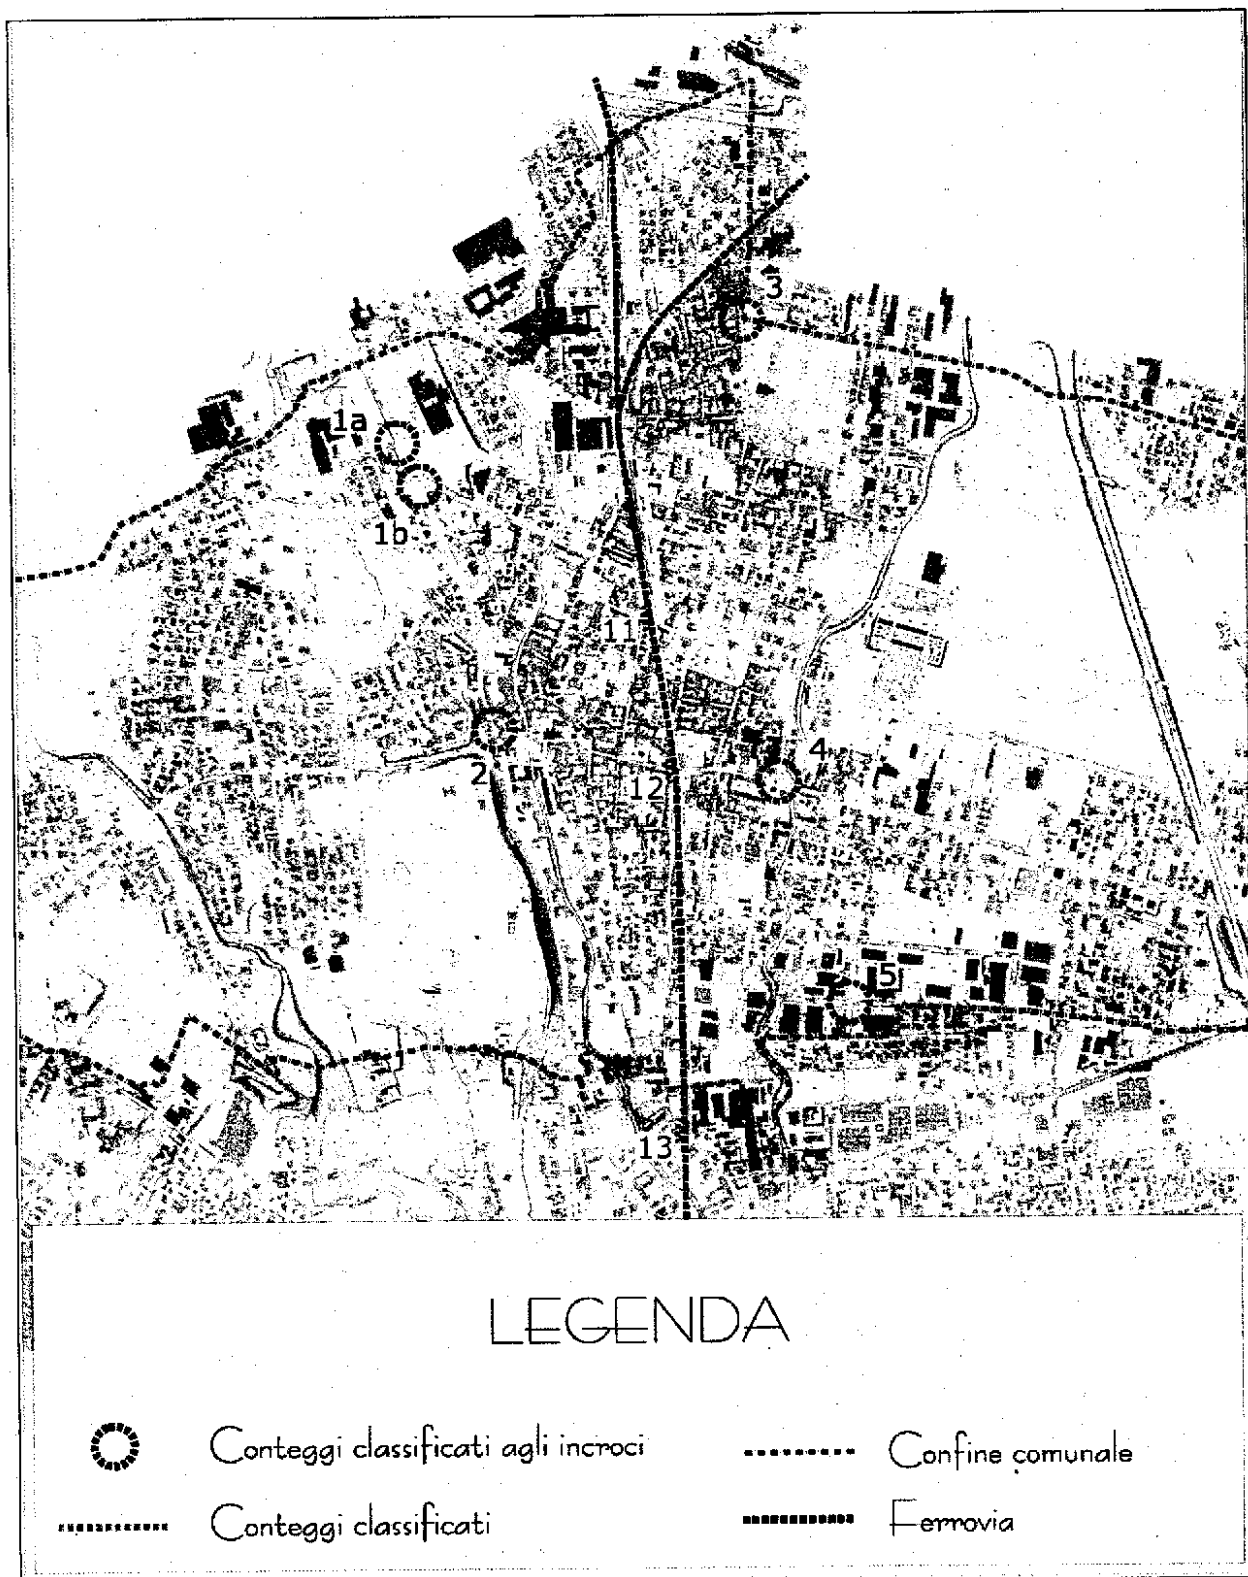 3
1a
1b
11
2
4
12
5
13
LEGENDA
Conteggi classificati agli incroci
Confine comunale
Conteggi classificati
Ferrovia